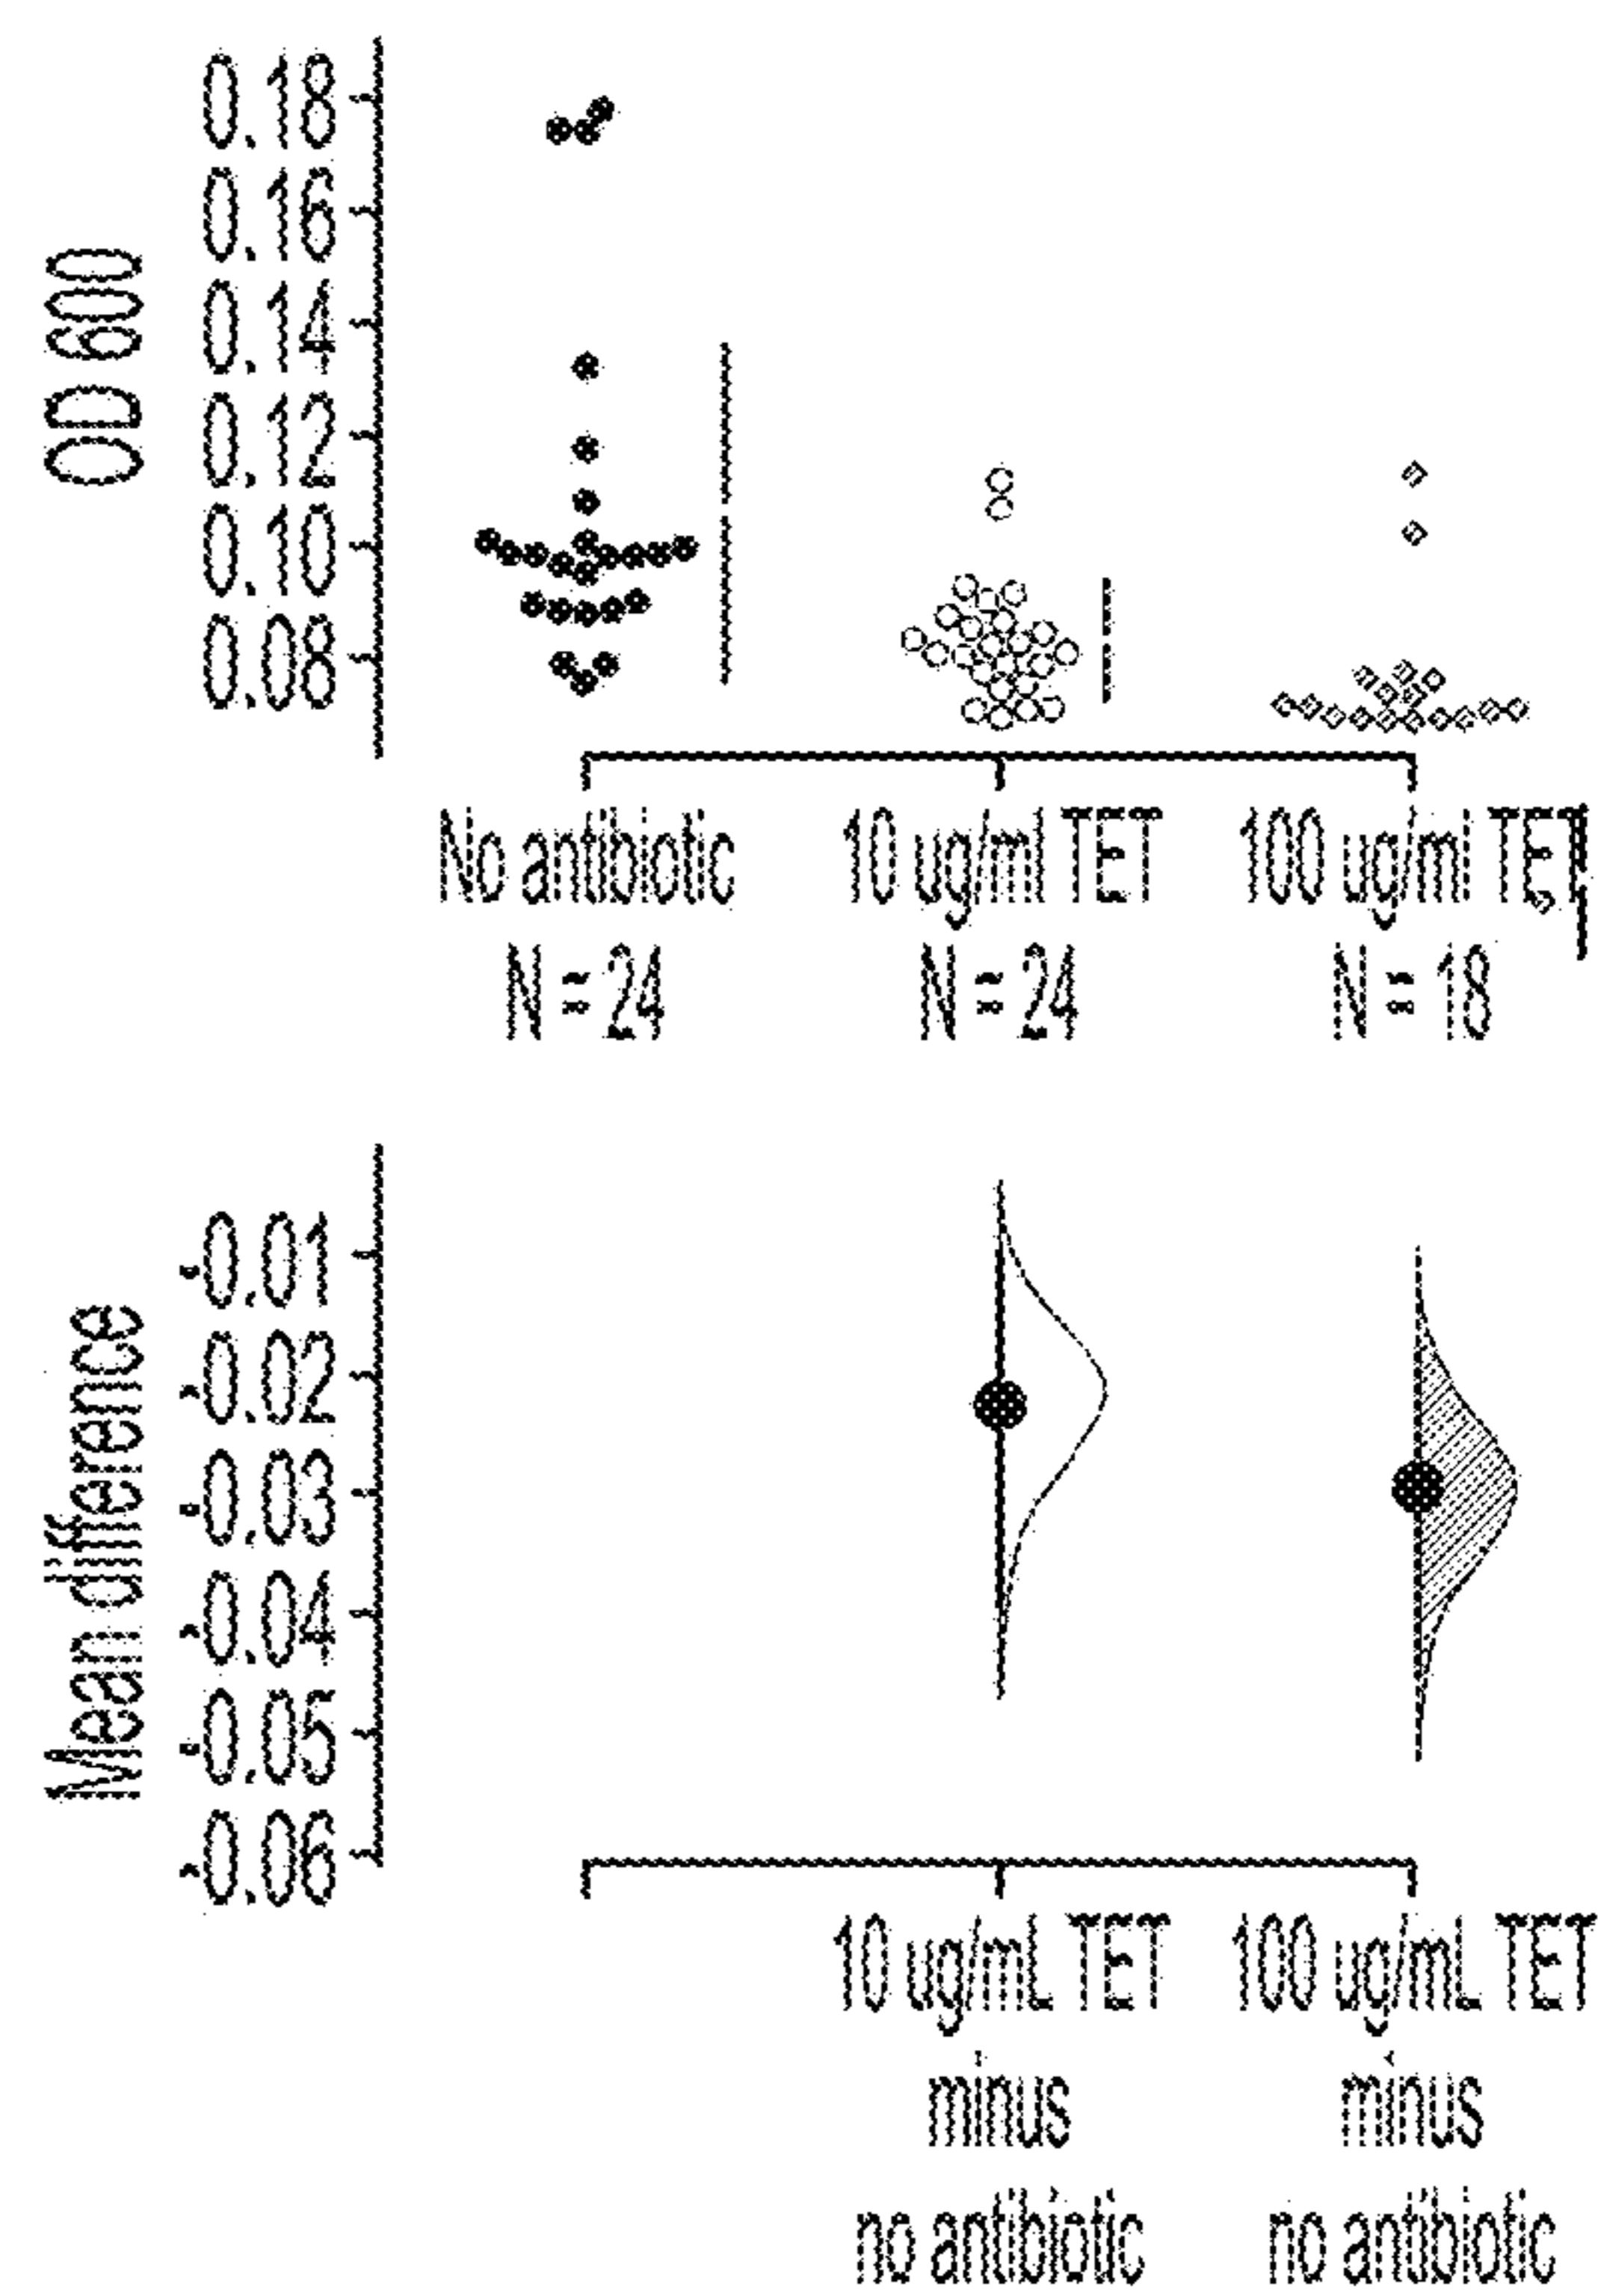 OD 600
0.18
0.16
0.14
0.12
0.10
0.08
No antibiotic 10 ug/ml TET 100 ug/ml TET
N = 24 N = 24 N = 18
Mean difference
-0.01
-0.02
-0.03
-0.04
-0.05
-0.06
10 ug/mL TET 100 ug/mL TET
minus minus
no antibiotic no antibiotic